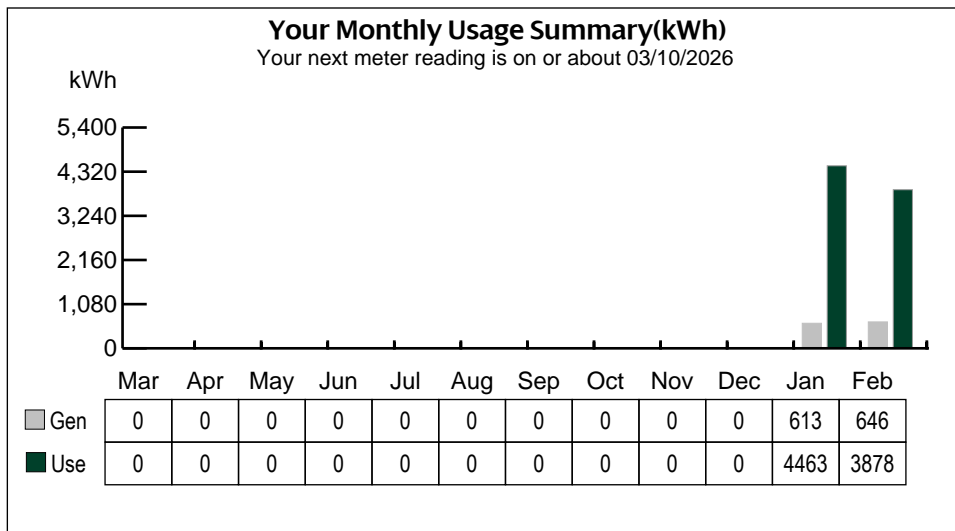 Your Monthly Usage Summary(kWh)
Your next meter reading is on or about 03/10/2026
kWh
5,400
4,320
3,240
2,160
1,080
0
Mar Apr May Jun Jul Aug Sep Oct Nov Dec Jan Feb
Gen 0 0 0 0 0 0 0 0 0 0 613 646
Use 0 0 0 0 0 0 0 0 0 0 4463 3878